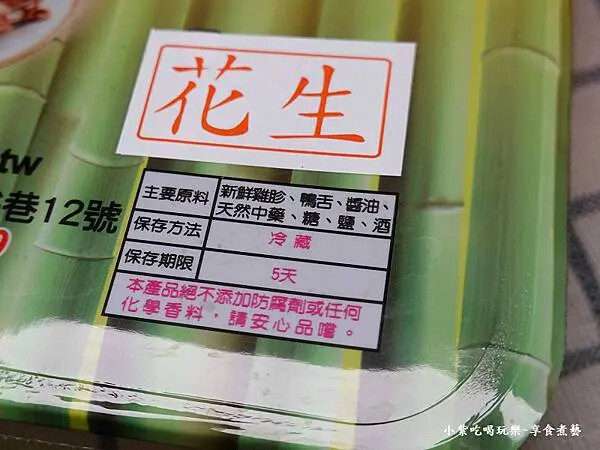 花生
tw
巷12號
主要原料 新鮮雞胗、鴨舌、醬油、
天然中藥、糖、鹽、酒
保存方法 冷藏
保存期限 5天
本產品絕不添加防腐劑或任何
化學香料，請安心品嚐。
小紫吃喝玩樂-享食煮藝